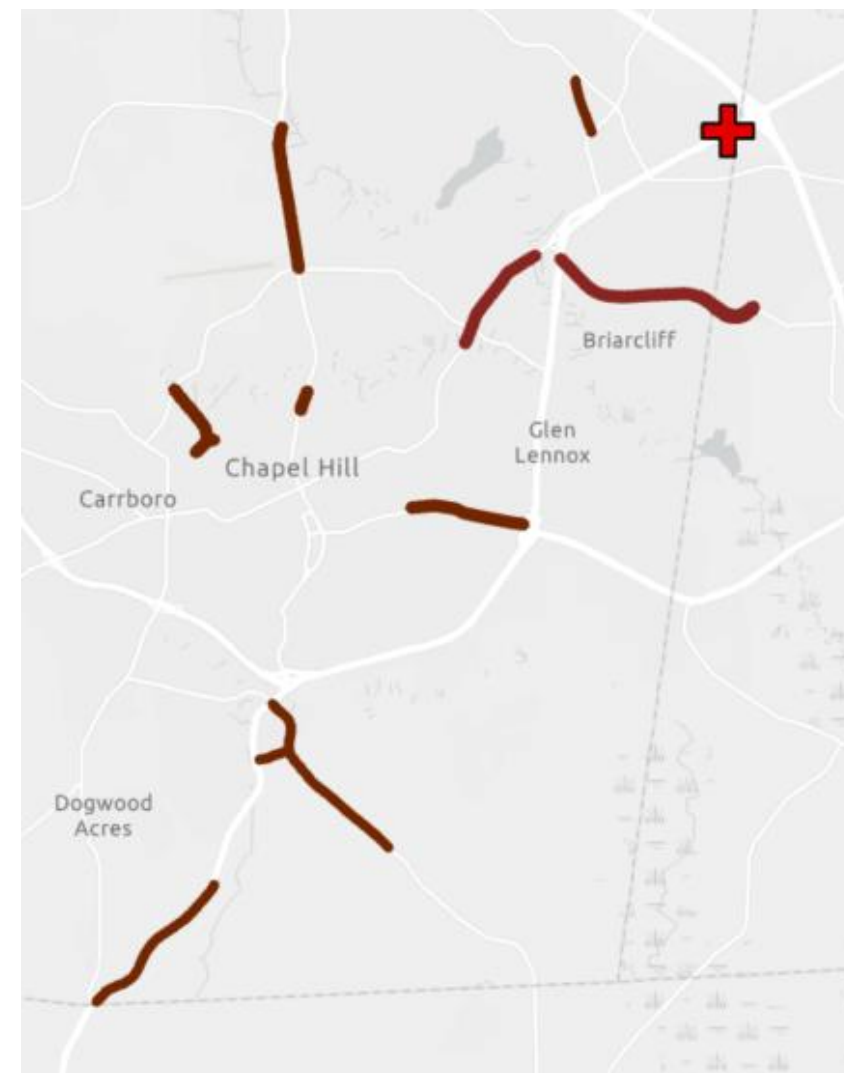 Briarcliff
Glen
Lennox
Chapel Hill
Carrboro
Dogwood
Acres